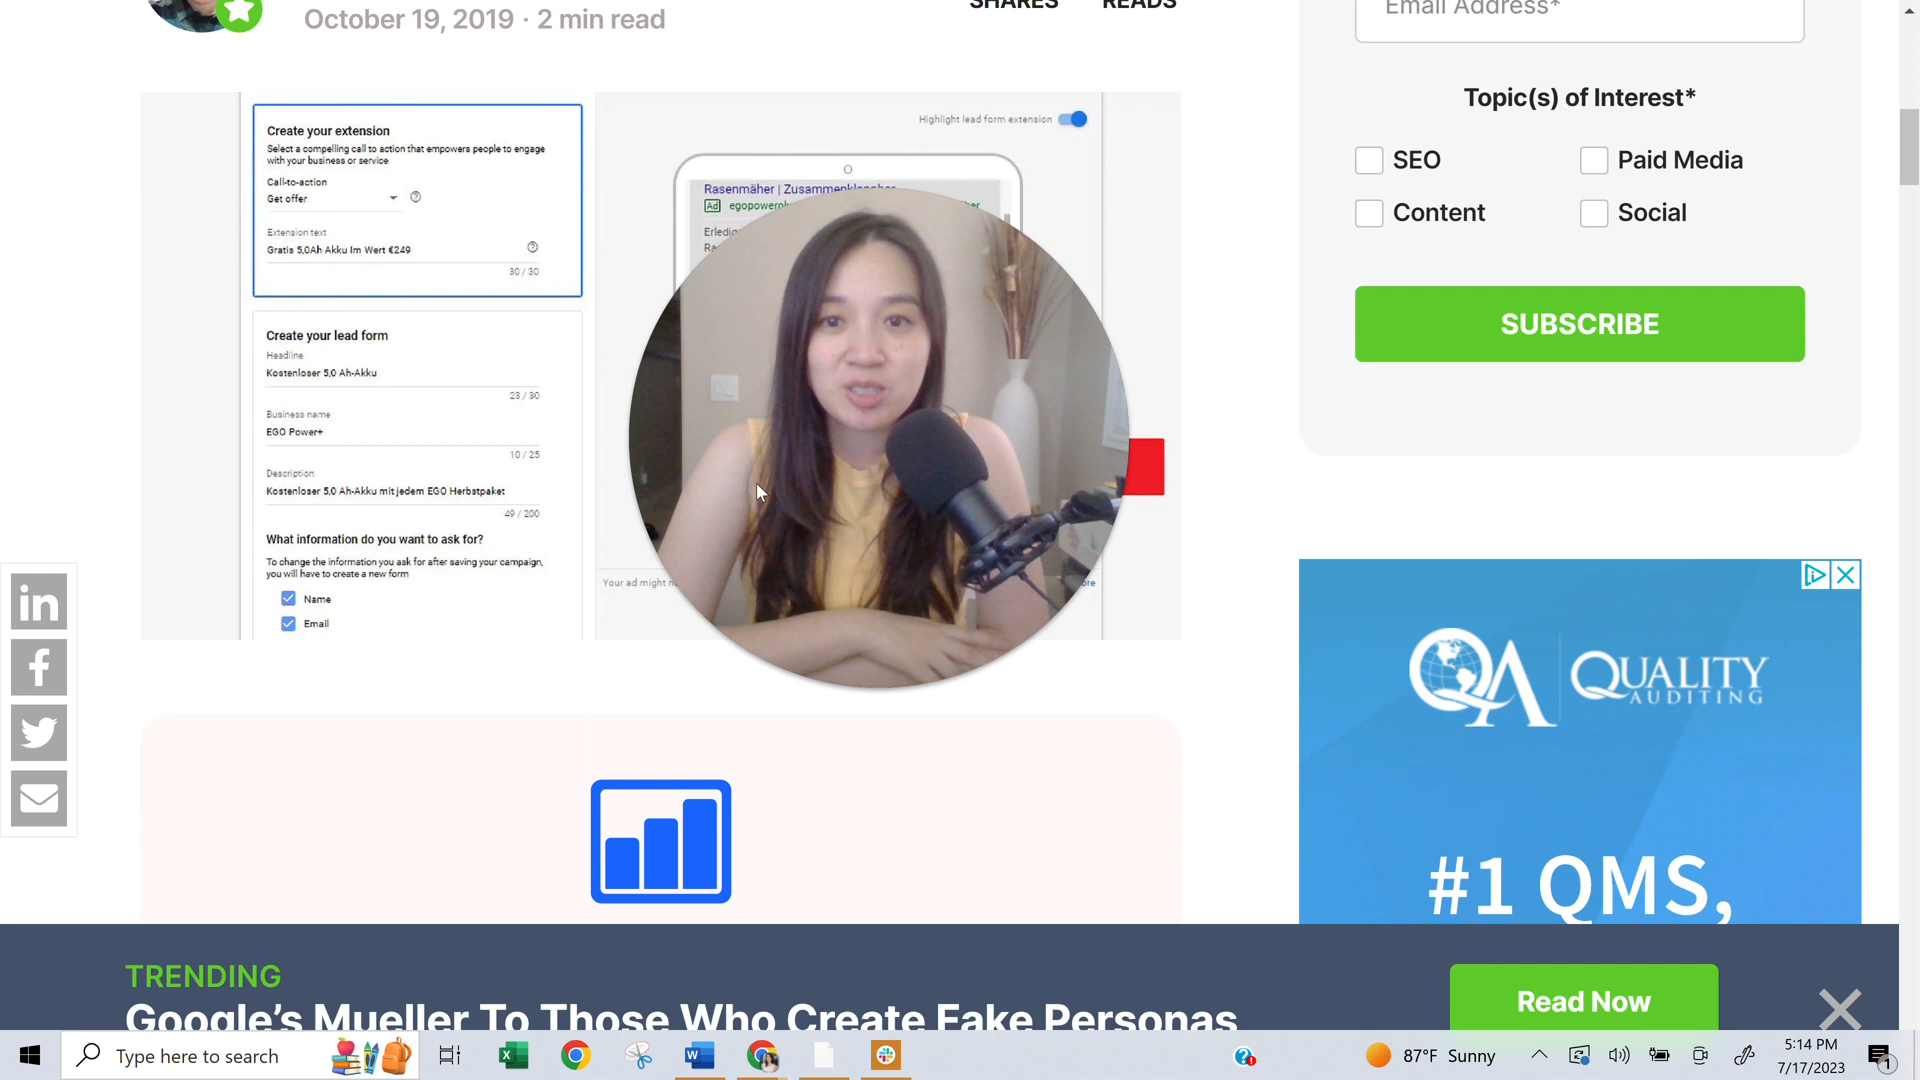 October 19, 2019 · 2 min read
SHARES
READS
Email Address*
Topic(s) of Interest*
SEO
Paid Media
Content
Social
SUBSCRIBE
Create your extension
Select a compelling call to action that empowers people to engage
with your business or service
Call-to-action
Get offer
Extension text
Gratis 5,0Ah Akku Im Wert €249
30 / 30
Create your lead form
Headline
Kostenloser 5,0 Ah-Akku
23 / 30
Business name
EGO Power+
10 / 25
Description
Kostenloser 5,0 Ah-Akku mit jedem EGO Herbstpaket
49 / 200
What information do you want to ask for?
To change the information you ask for after saving your campaign,
you will have to create a new form
Name
Email
Highlight lead form extension
Rasenmäher | Zusammenklappbar
Ad
Your ad might
in
f
QA
QUALITY
AUDITING
#1 QMS,
TRENDING
Google's Mueller To Those Who Create Fake Personas
Read Now
Type here to search
87°F Sunny
5:14 PM
7/17/2023
1